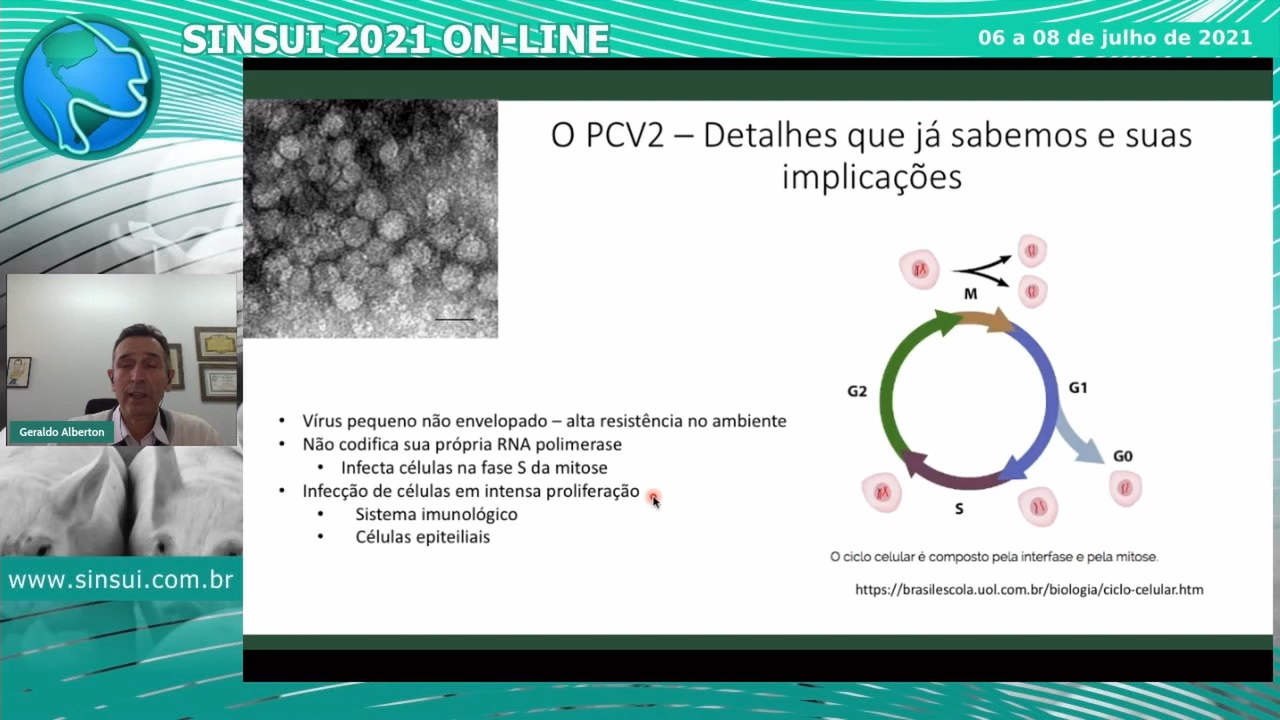 SINSUI 2021 ON-LINE
06 a 08 de julho de 2021
O PCV2 – Detalhes que já sabemos e suas
implicações
M
G2
G1
G0
S
Geraldo Alberton
• Vírus pequeno não envelopado – alta resistência no ambiente
• Não codifica sua própria RNA polimerase
• Infecta células na fase S da mitose
• Infecção de células em intensa proliferação
• Sistema imunológico
• Células epiteiliais
O ciclo celular é composto pela interfase e pela mitose.
https://brasilescola.uol.com.br/biologia/ciclo-celular.htm
www.sinsui.com.br